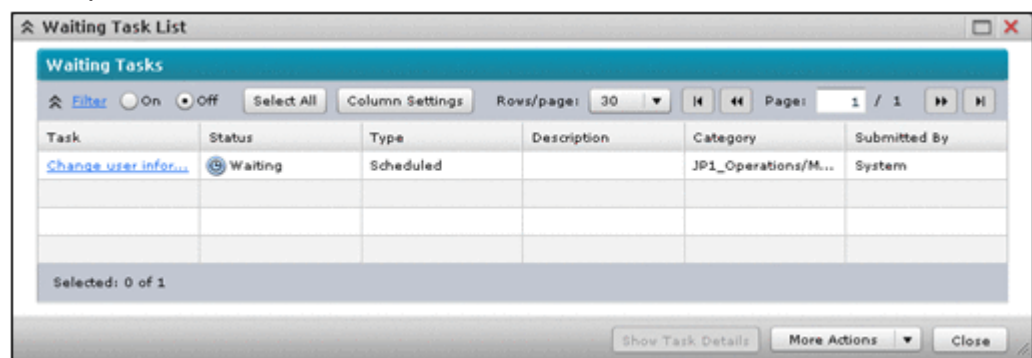 Waiting Task List
Waiting Tasks
Filter On Off Select All Column Settings Rows/page: 30 Page: 1 / 1
Task Status Type Description Category Submitted By
Change user infor... Waiting Scheduled JP1_Operations/M... System
Selected: 0 of 1
Show Task Details More Actions Close